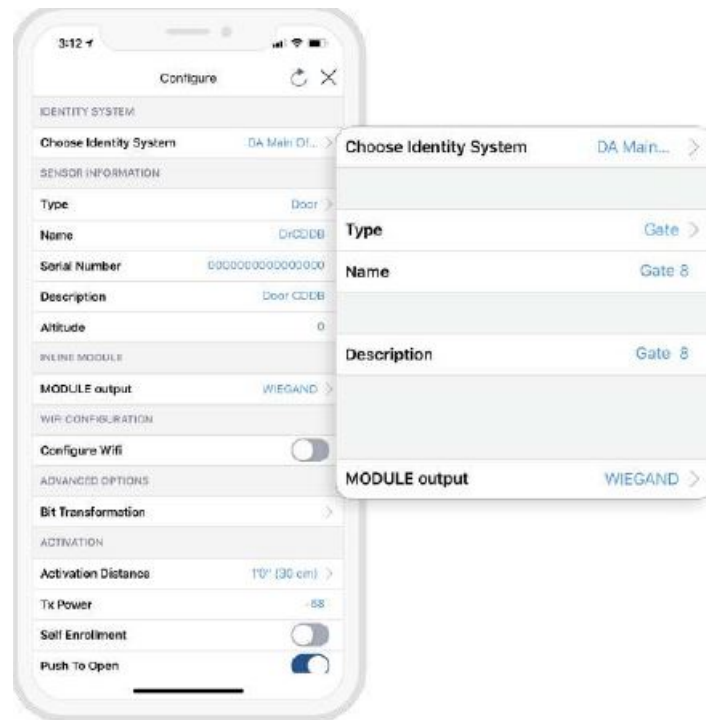 3:12
Configure
IDENTITY SYSTEM
Choose Identity System DA Main Of... >
SENSOR INFORMATION
Type Door >
Name DrCDDB
Serial Number 0000000000000000
Description Door CDDB
Altitude 0
INLINE MODULE
MODULE output WIEGAND >
WIFI CONFIGURATION
Configure Wifi
ADVANCED OPTIONS
Bit Transformation >
ACTIVATION
Activation Distance 1'0" (30 cm) >
Tx Power -68
Self Enrollment
Push To Open
Choose Identity System DA Main... >
Type Gate >
Name Gate 8
Description Gate 8
MODULE output WIEGAND >